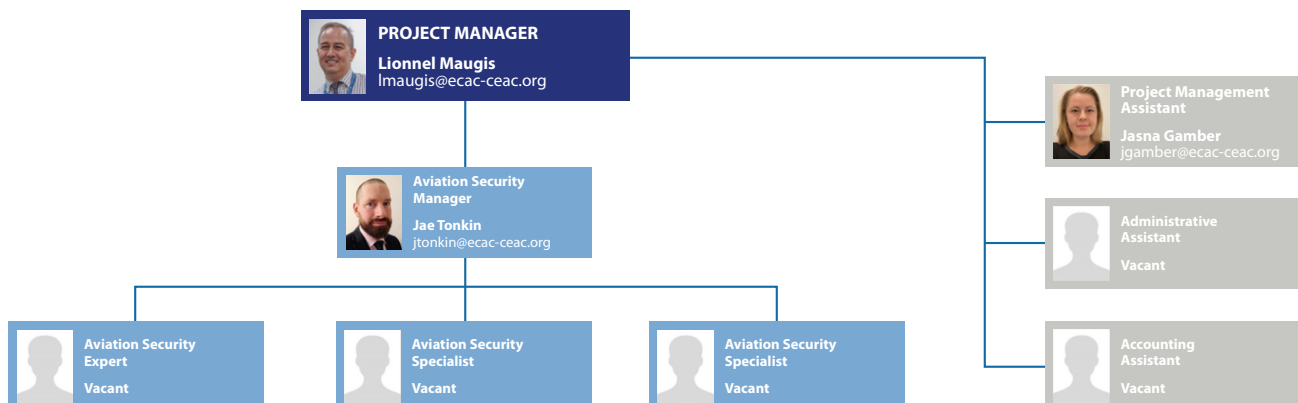 PROJECT MANAGER
Lionnel Maugis
lmaugis@ecac-ceac.org
Project Management
Assistant
Jasna Gamber
jgamber@ecac-ceac.org
Aviation Security
Manager
Jae Tonkin
jtonkin@ecac-ceac.org
Administrative
Assistant
Vacant
Aviation Security
Expert
Vacant
Aviation Security
Specialist
Vacant
Aviation Security
Specialist
Vacant
Accounting
Assistant
Vacant